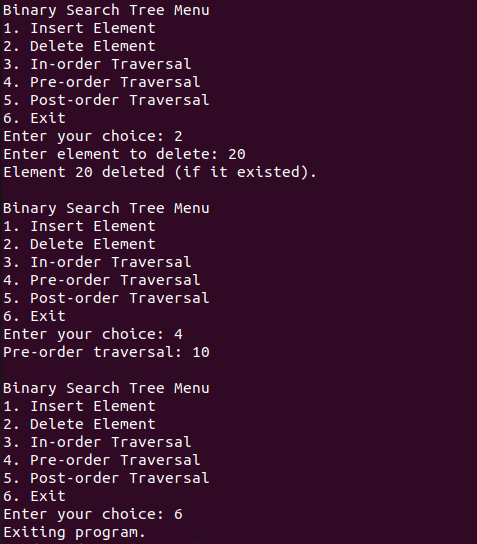 Binary Search Tree Menu
1. Insert Element
2. Delete Element
3. In-order Traversal
4. Pre-order Traversal
5. Post-order Traversal
6. Exit
Enter your choice: 2
Enter element to delete: 20
Element 20 deleted (if it existed).

Binary Search Tree Menu
1. Insert Element
2. Delete Element
3. In-order Traversal
4. Pre-order Traversal
5. Post-order Traversal
6. Exit
Enter your choice: 4
Pre-order traversal: 10

Binary Search Tree Menu
1. Insert Element
2. Delete Element
3. In-order Traversal
4. Pre-order Traversal
5. Post-order Traversal
6. Exit
Enter your choice: 6
Exiting program.